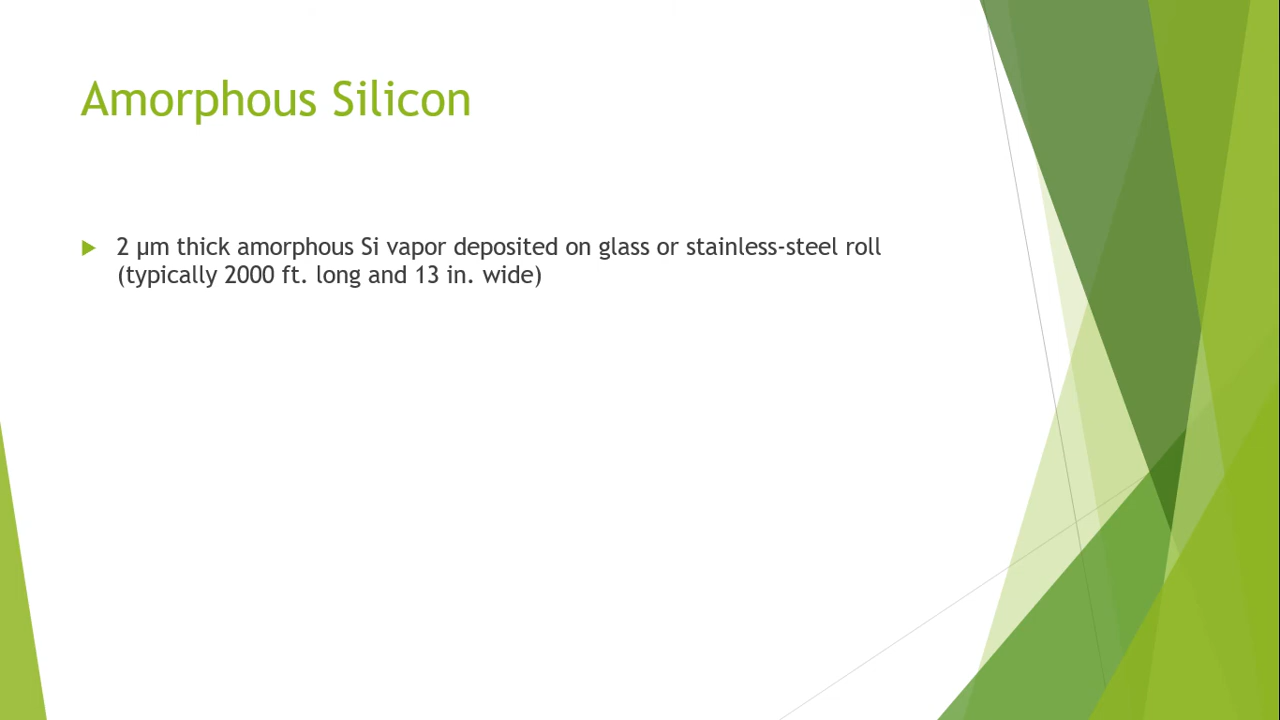 Amorphous Silicon
2 μm thick amorphous Si vapor deposited on glass or stainless-steel roll
(typically 2000 ft. long and 13 in. wide)